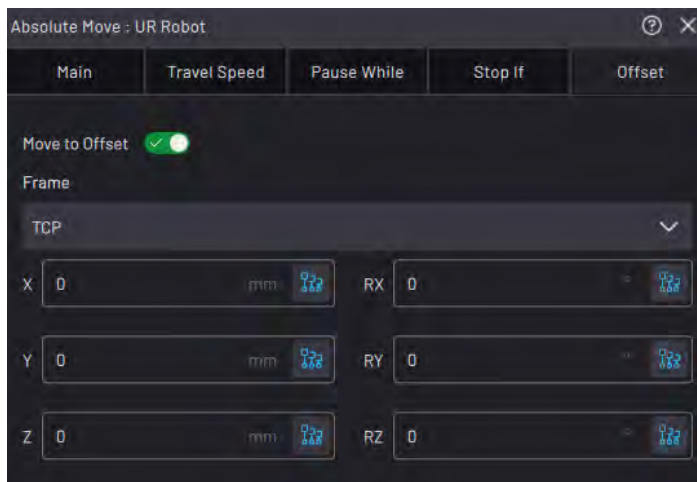 Absolute Move : UR Robot
Main Travel Speed Pause While Stop If Offset
Move to Offset
Frame
TCP
X 0 mm RX 0 °
Y 0 mm RY 0 °
Z 0 mm RZ 0 °